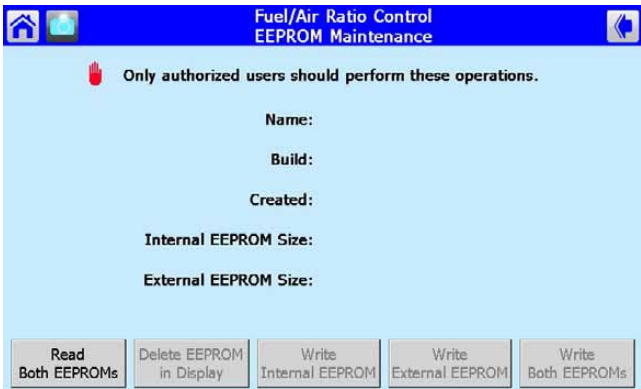 Fuel/Air Ratio Control
EEPROM Maintenance
Only authorized users should perform these operations.
Name:
Build:
Created:
Internal EEPROM Size:
External EEPROM Size:
Read
Both EEPROMs
Delete EEPROM
in Display
Write
Internal EEPROM
Write
External EEPROM
Write
Both EEPROMs